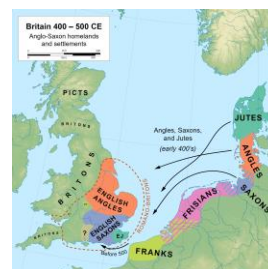 Britain 400 – 500 CE
Anglo-Saxon homelands
and settlements
PICTS
BRITONS
Angles, Saxons,
and Jutes
(early 400's)
JUTES
ANGLES
SAXONS
BRITONS
ENGLISH
ANGLES
FRISIANS
ENGLISH
SAXONS
?
E.J.
BRITONS
Before 500
FRANKS